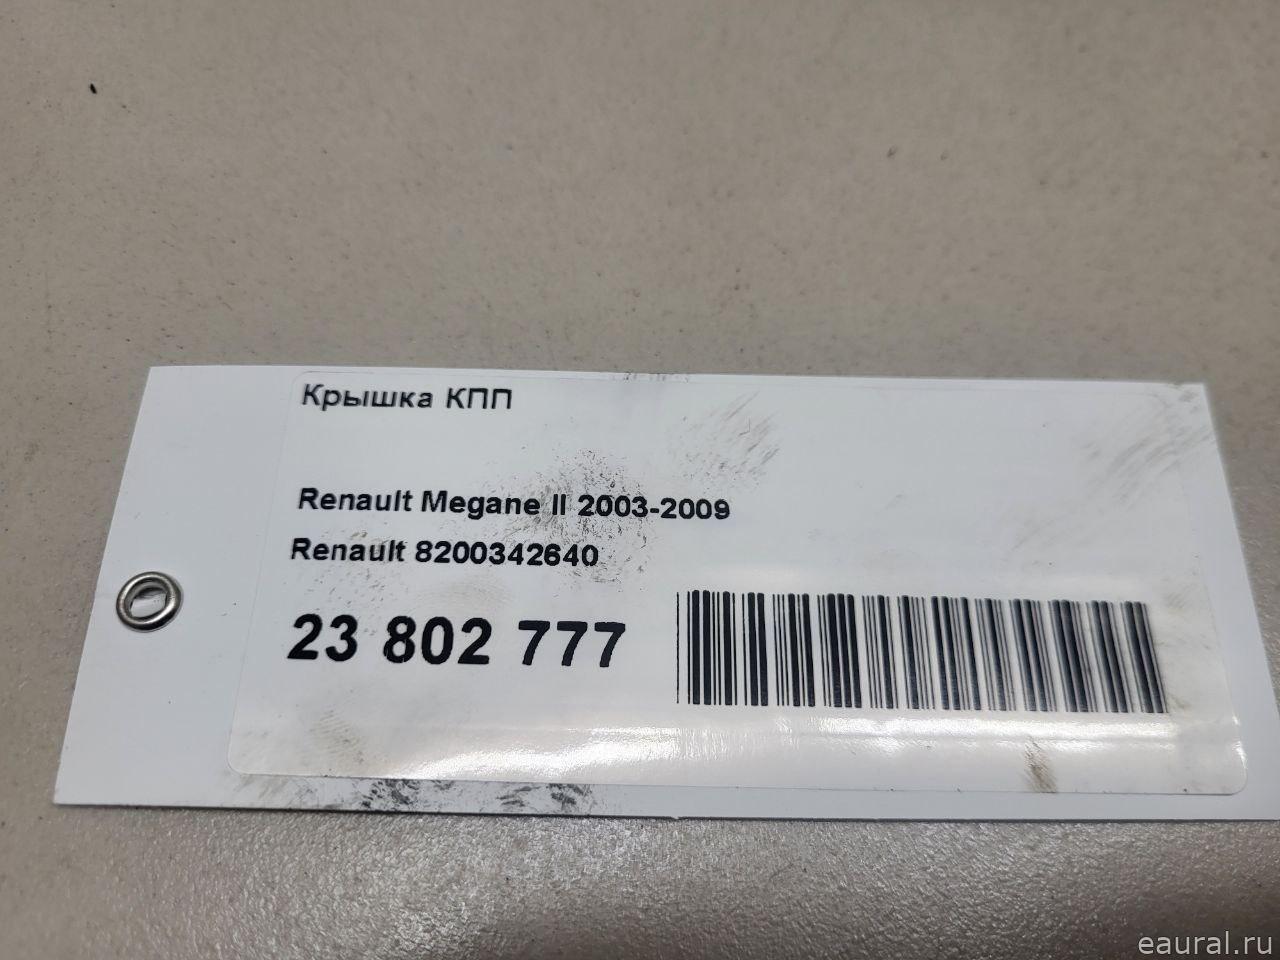 Крышка КПП
Renault Megane II 2003-2009
Renault 8200342640
23 802 777
eaural.ru